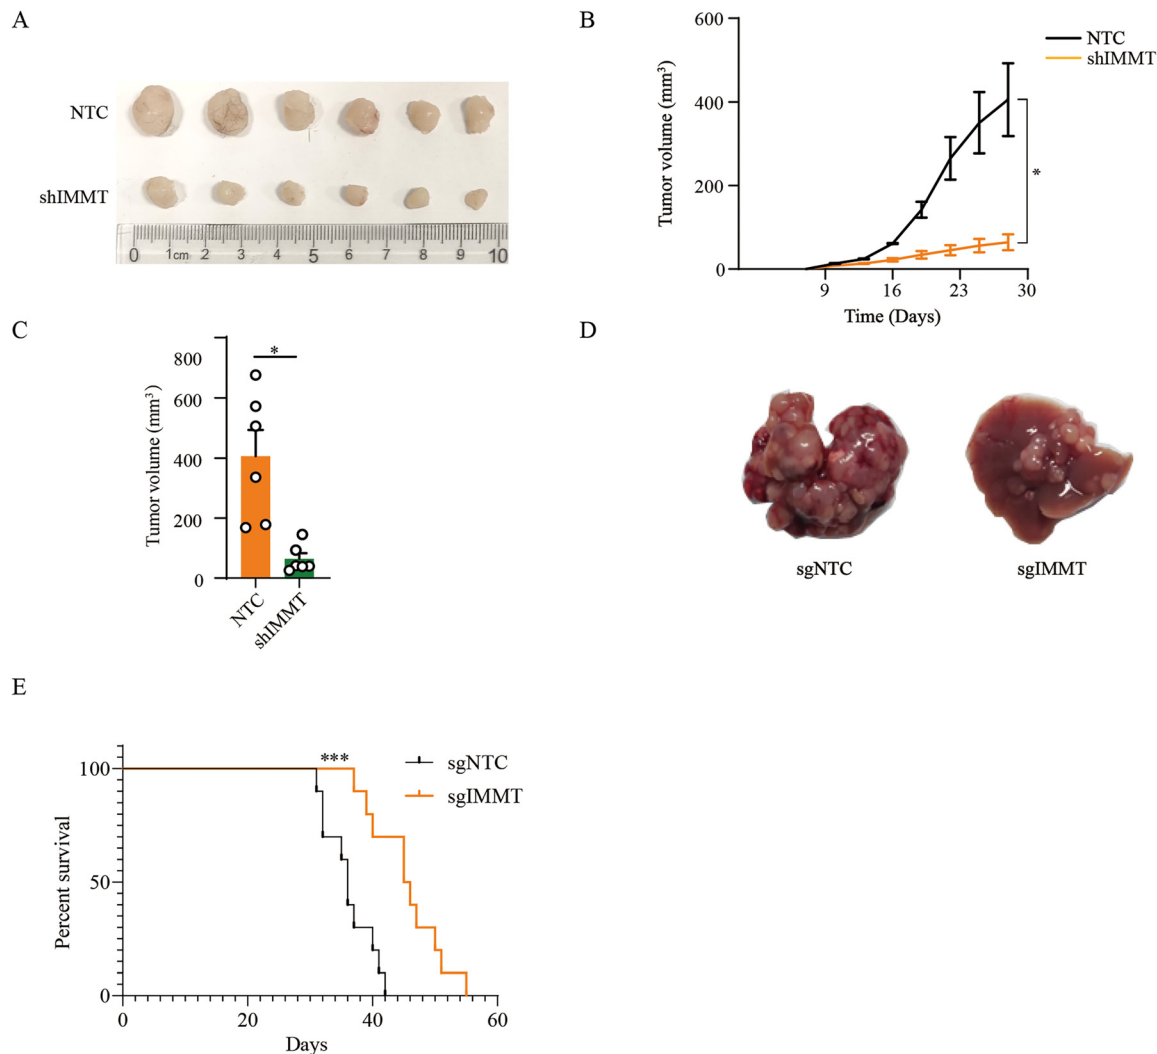 A
NTC
shIMMT
0 1cm 2 3 4 5 6 7 8 9 10
B
600
400
200
0
Tumor volume (mm³)
9 16 23 30
Time (Days)
NTC
shIMMT
*
C
800
600
400
200
0
Tumor volume (mm³)
*
NTC
shIMMT
D
sgNTC
sgIMMT
E
100
50
0
Percent survival
***
sgNTC
sgIMMT
0 20 40 60
Days